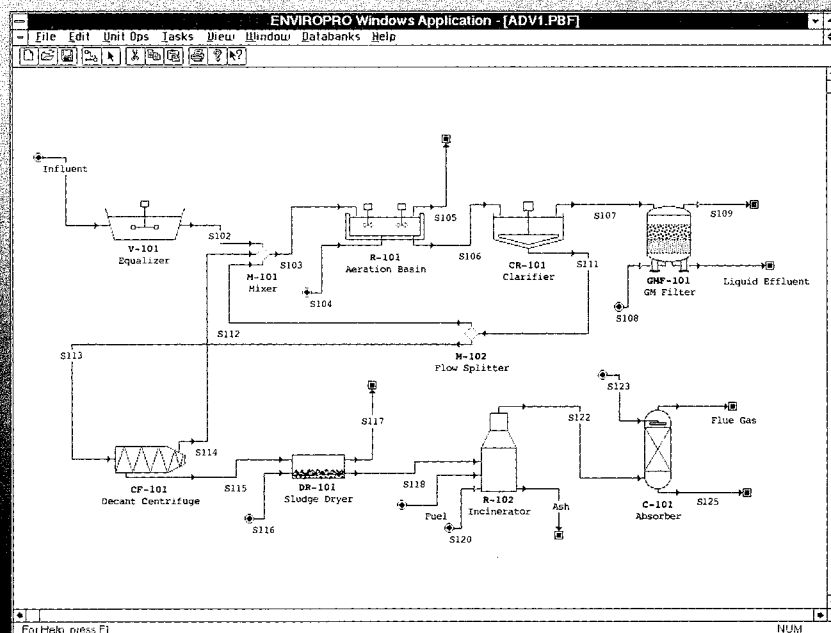 ENVIROPRO Windows Application - [ADV1.PBF]
File Edit Unit Ops Tasks View Window Databanks Help
Influent
V-101
Equalizer
S102
M-101
Mixer
S103
R-101
Aeration Basin
S104
S105
S106
CR-101
Clarifier
S107
S111
GMF-101
GM Filter
S108
S109
Liquid Effluent
S112
M-102
Flow Splitter
S113
CF-101
Decant Centrifuge
S114
S115
S116
DR-101
Sludge Dryer
S117
S118
Fuel
S120
R-102
Incinerator
Ash
S122
S123
C-101
Absorber
Flue Gas
S125
For Help, press F1
NUM